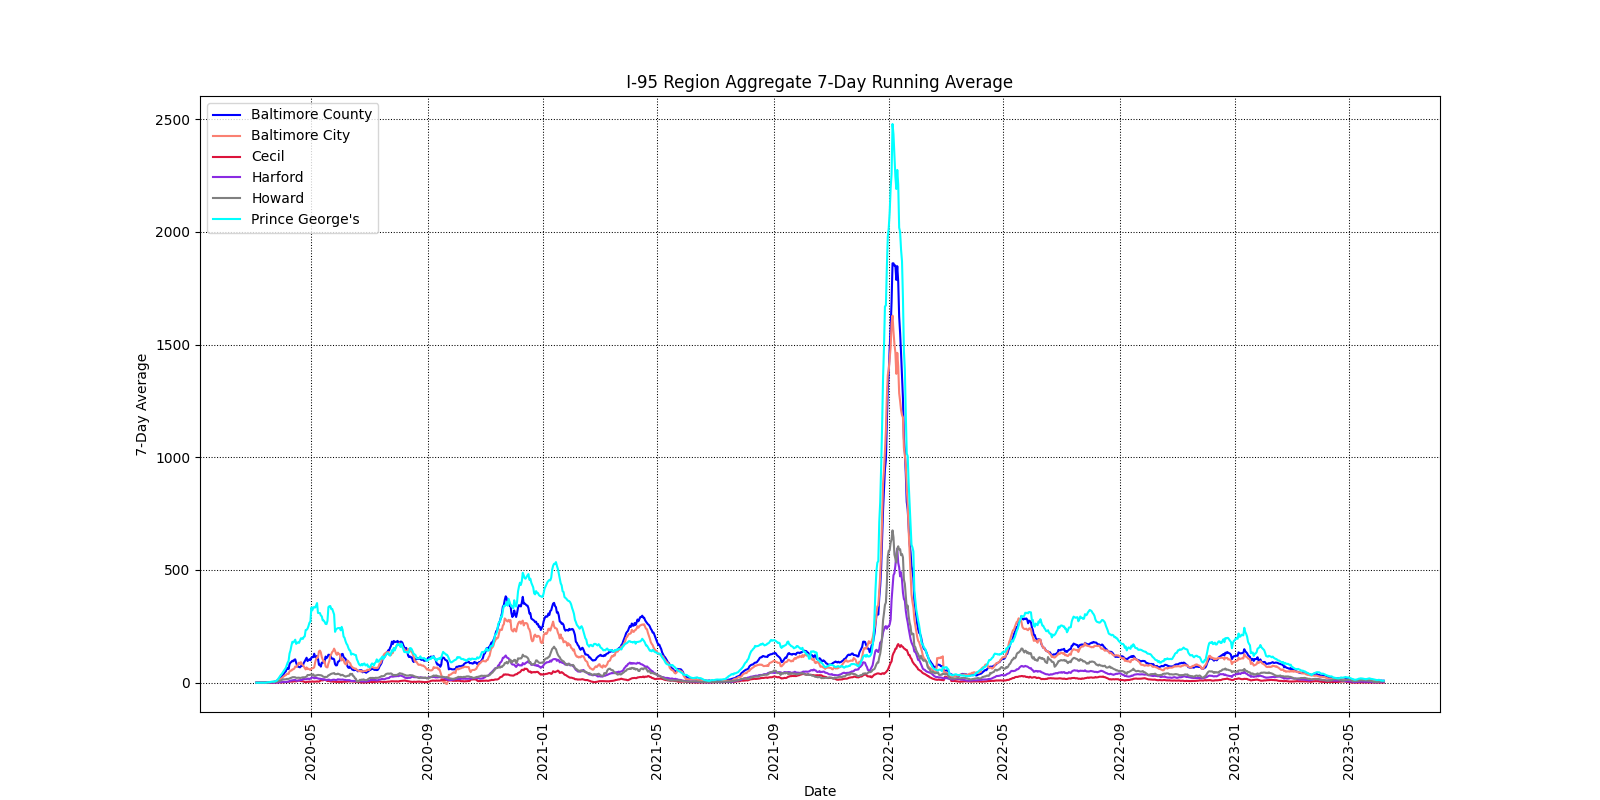 I-95 Region Aggregate 7-Day Running Average
Baltimore County
Baltimore City
Cecil
Harford
Howard
Prince George's
2500
2000
1500
1000
500
0
7-Day Average
2020-05
2020-09
2021-01
2021-05
2021-09
2022-01
2022-05
2022-09
2023-01
2023-05
Date